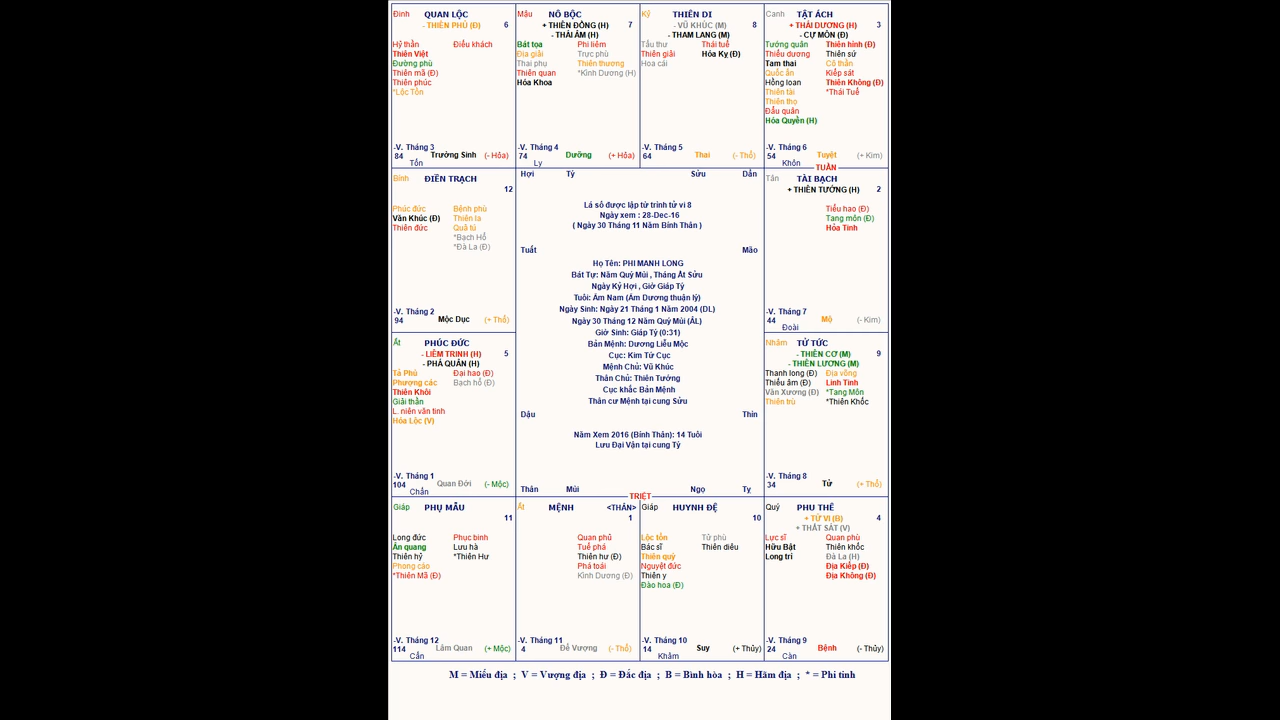 Đinh QUAN LỘC
- THIÊN PHỦ (Đ) 6
Hỷ thần Điếu khách
Thiên Việt
Đường phù
Thiên mã (Đ)
Thiên phúc
*Lộc Tồn
-V. Tháng 3
84 Trường Sinh (- Hỏa)
Tốn
Mậu NÔ BỘC
+ THIÊN ĐỒNG (H) 7
- THÁI ÂM (H)
Bát tọa Phi liêm
Địa giải Trực phù
Thai phụ Thiên thương
Thiên quan *Kình Dương (H)
Hóa Khoa
-V. Tháng 4
74 Dưỡng (+ Hỏa)
Ly
Kỷ THIÊN DI
- VŨ KHÚC (M) 8
- THAM LANG (M)
Tấu thư Thái tuế
Thiên giải Hóa Kỵ (Đ)
Hoa cái
-V. Tháng 5
64 Thai (- Thổ)
Canh TẬT ÁCH
+ THÁI DƯƠNG (H) 3
- CỰ MÔN (Đ)
Tướng quân Thiên hình (Đ)
Thiếu dương Thiên sứ
Tam thai Cô thần
Quốc ấn Kiếp sát
Hồng loan Thiên Không (Đ)
Thiên tài *Thái Tuế
Thiên thọ
Đẩu quân
Hóa Quyền (H)
-V. Tháng 6
54 Tuyệt (+ Kim)
Khôn
TUẦN
Bính ĐIỀN TRẠCH
12
Phúc đức Bệnh phù
Văn Khúc (Đ) Thiên la
Thiên đức Quả tú
*Bạch Hổ
*Đà La (Đ)
-V. Tháng 2
94 Mộc Dục (+ Thổ)
Hợi Tý Sửu Dần
Lá số được lập từ trình tử vi 8
Ngày xem : 28-Dec-16
( Ngày 30 Tháng 11 Năm Bính Thân )
Tuất Mão
Họ Tên: PHI MANH LONG
Bát Tự: Năm Quý Mùi , Tháng Ất Sửu
Ngày Kỷ Hợi , Giờ Giáp Tý
Tuổi: Âm Nam (Âm Dương thuận lý)
Ngày Sinh: Ngày 21 Tháng 1 Năm 2004 (DL)
Ngày 30 Tháng 12 Năm Quý Mùi (ÂL)
Giờ Sinh: Giáp Tý (0:31)
Bản Mệnh: Dương Liễu Mộc
Cục: Kim Tứ Cục
Mệnh Chủ: Vũ Khúc
Thân Chủ: Thiên Tướng
Cục khắc Bản Mệnh
Thân cư Mệnh tại cung Sửu
Dậu Thìn
Năm Xem 2016 (Bính Thân): 14 Tuổi
Lưu Đại Vận tại cung Tý
Thân Mùi Ngọ Tỵ
TRIỆT
Tân TÀI BẠCH
+ THIÊN TƯỚNG (H) 2
Tiểu hao (Đ)
Tang môn (Đ)
Hỏa Tinh
-V. Tháng 7
44 Mộ (- Kim)
Đoài
Ất PHÚC ĐỨC
- LIÊM TRINH (H) 5
- PHÁ QUÂN (H)
Tả Phù Đại hao (Đ)
Phượng các Bạch hổ (Đ)
Thiên Khôi
Giải thần
L. niên văn tinh
Hóa Lộc (V)
-V. Tháng 1
104 Quan Đới (- Mộc)
Chấn
Nhâm TỬ TỨC
- THIÊN CƠ (M) 9
- THIÊN LƯƠNG (M)
Thanh long (Đ) Địa võng
Thiếu âm (Đ) Linh Tinh
Văn Xương (Đ) *Tang Môn
Thiên trù *Thiên Khốc
-V. Tháng 8
34 Tử (+ Thổ)
Giáp PHỤ MẪU
11
Long đức Phục binh
Ân quang Lưu hà
Thiên hỷ *Thiên Hư
Phong cáo
*Thiên Mã (Đ)
-V. Tháng 12
114 Lâm Quan (+ Mộc)
Cấn
Ất MỆNH <THÂN>
1
Quan phủ
Tuế phá
Thiên hư (Đ)
Phá toái
Kình Dương (Đ)
-V. Tháng 11
4 Đế Vượng (- Thổ)
Giáp HUYNH ĐỆ
10
Lộc tồn Tử phù
Bác sĩ Thiên diêu
Thiên quý
Nguyệt đức
Thiên y
Đào hoa (Đ)
-V. Tháng 10
14 Suy (+ Thủy)
Khảm
Quý PHU THÊ
+ TỬ VI (B) 4
+ THẤT SÁT (V)
Lực sĩ Quan phù
Hữu Bật Thiên khốc
Long trì Đà La (H)
Địa Kiếp (Đ)
Địa Không (Đ)
-V. Tháng 9
24 Bệnh (- Thủy)
Càn
M = Miếu địa ; V = Vượng địa ; Đ = Đắc địa ; B = Bình hòa ; H = Hãm địa ; * = Phi tinh